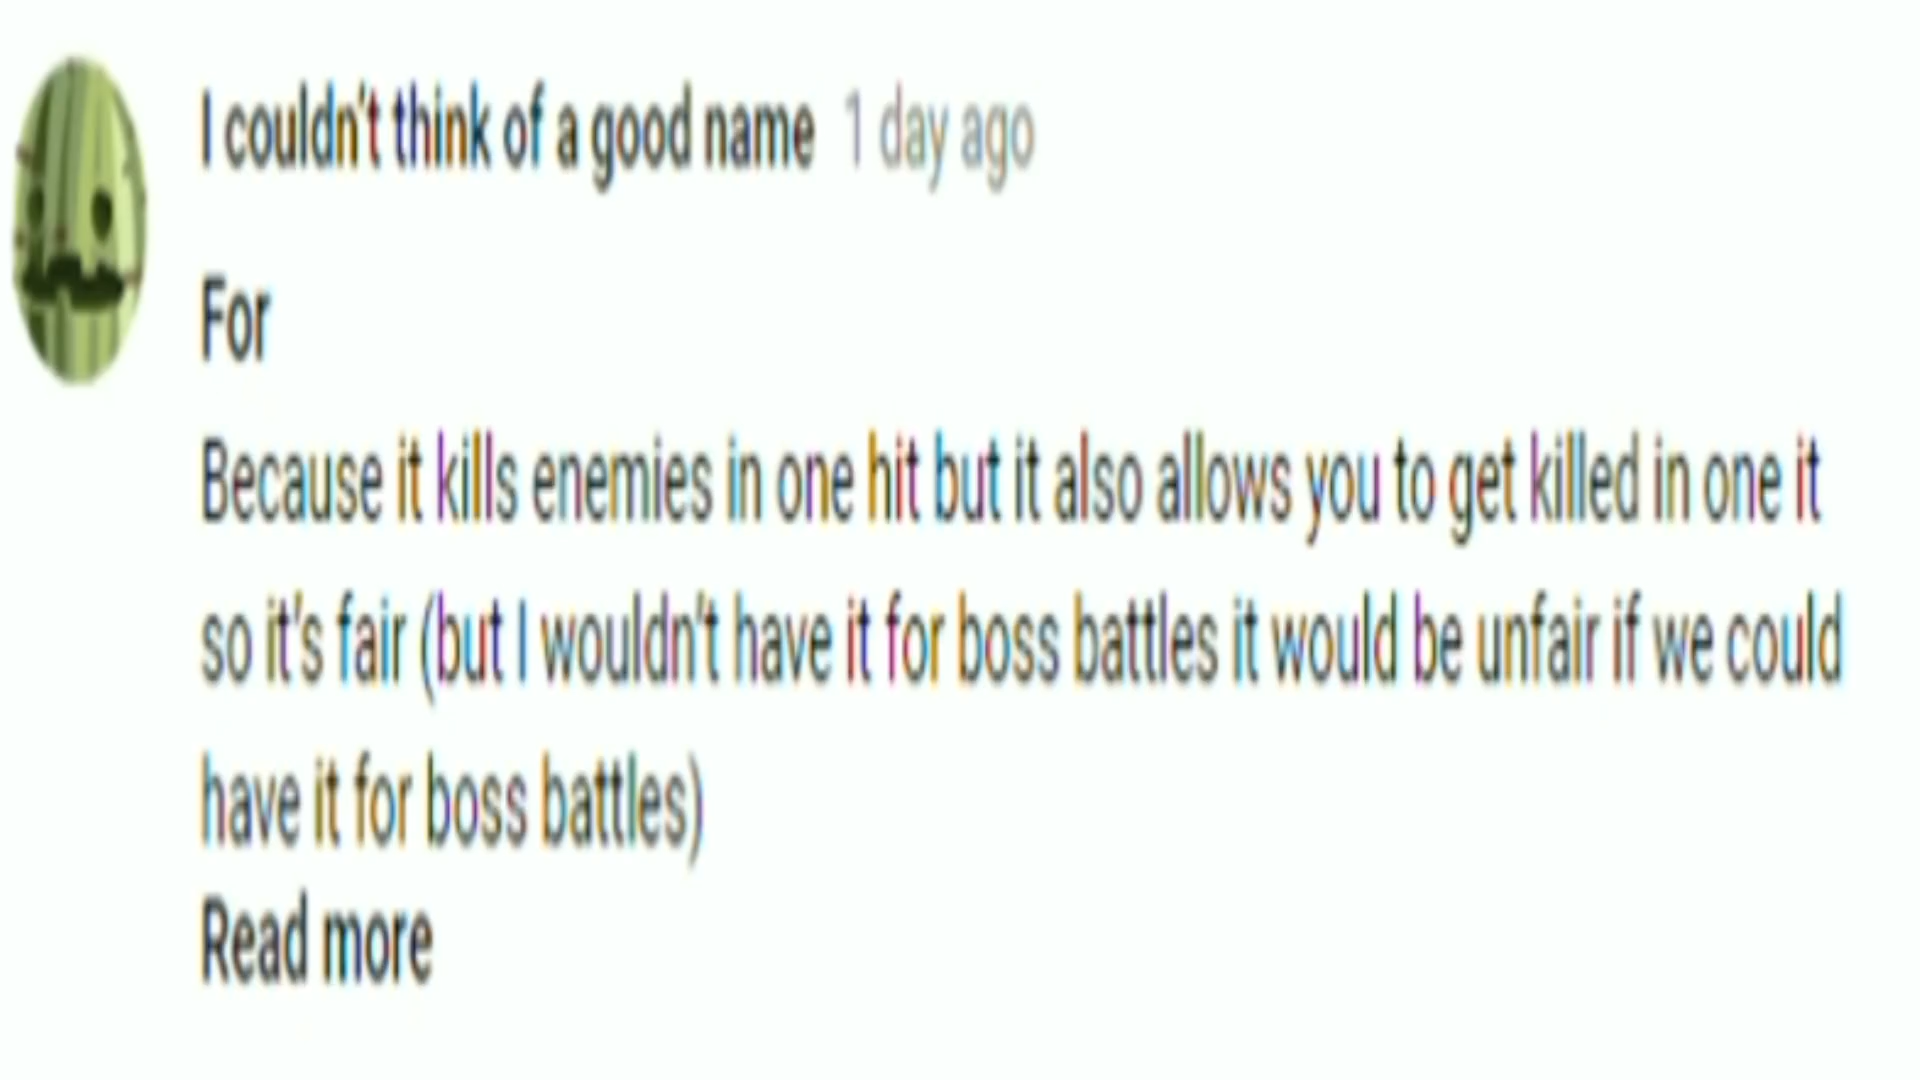 I couldn't think of a good name 1 day ago
For
Because it kills enemies in one hit but it also allows you to get killed in one it
so it's fair (but I wouldn't have it for boss battles it would be unfair if we could
have it for boss battles)
Read more